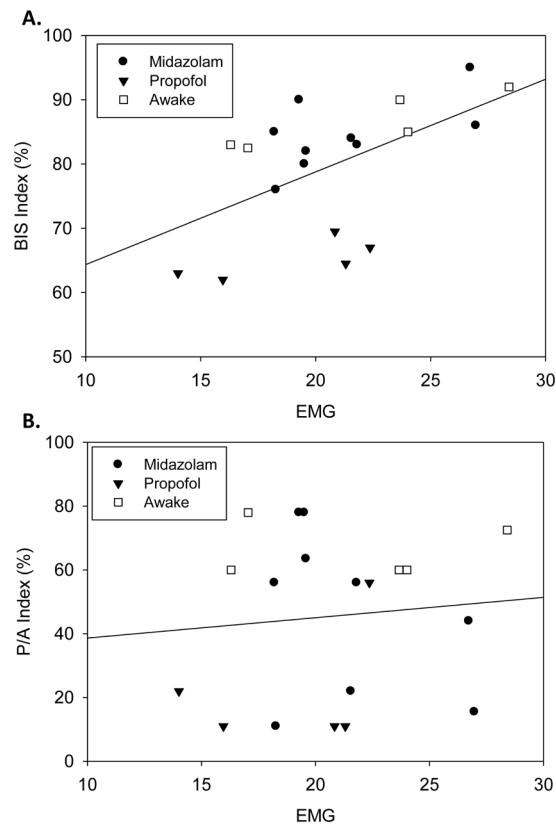 A.
100
Midazolam
Propofol
Awake
90
80
70
60
50
BIS Index (%)
10 15 20 25 30
EMG
B.
100
Midazolam
Propofol
Awake
80
60
40
20
0
P/A Index (%)
10 15 20 25 30
EMG